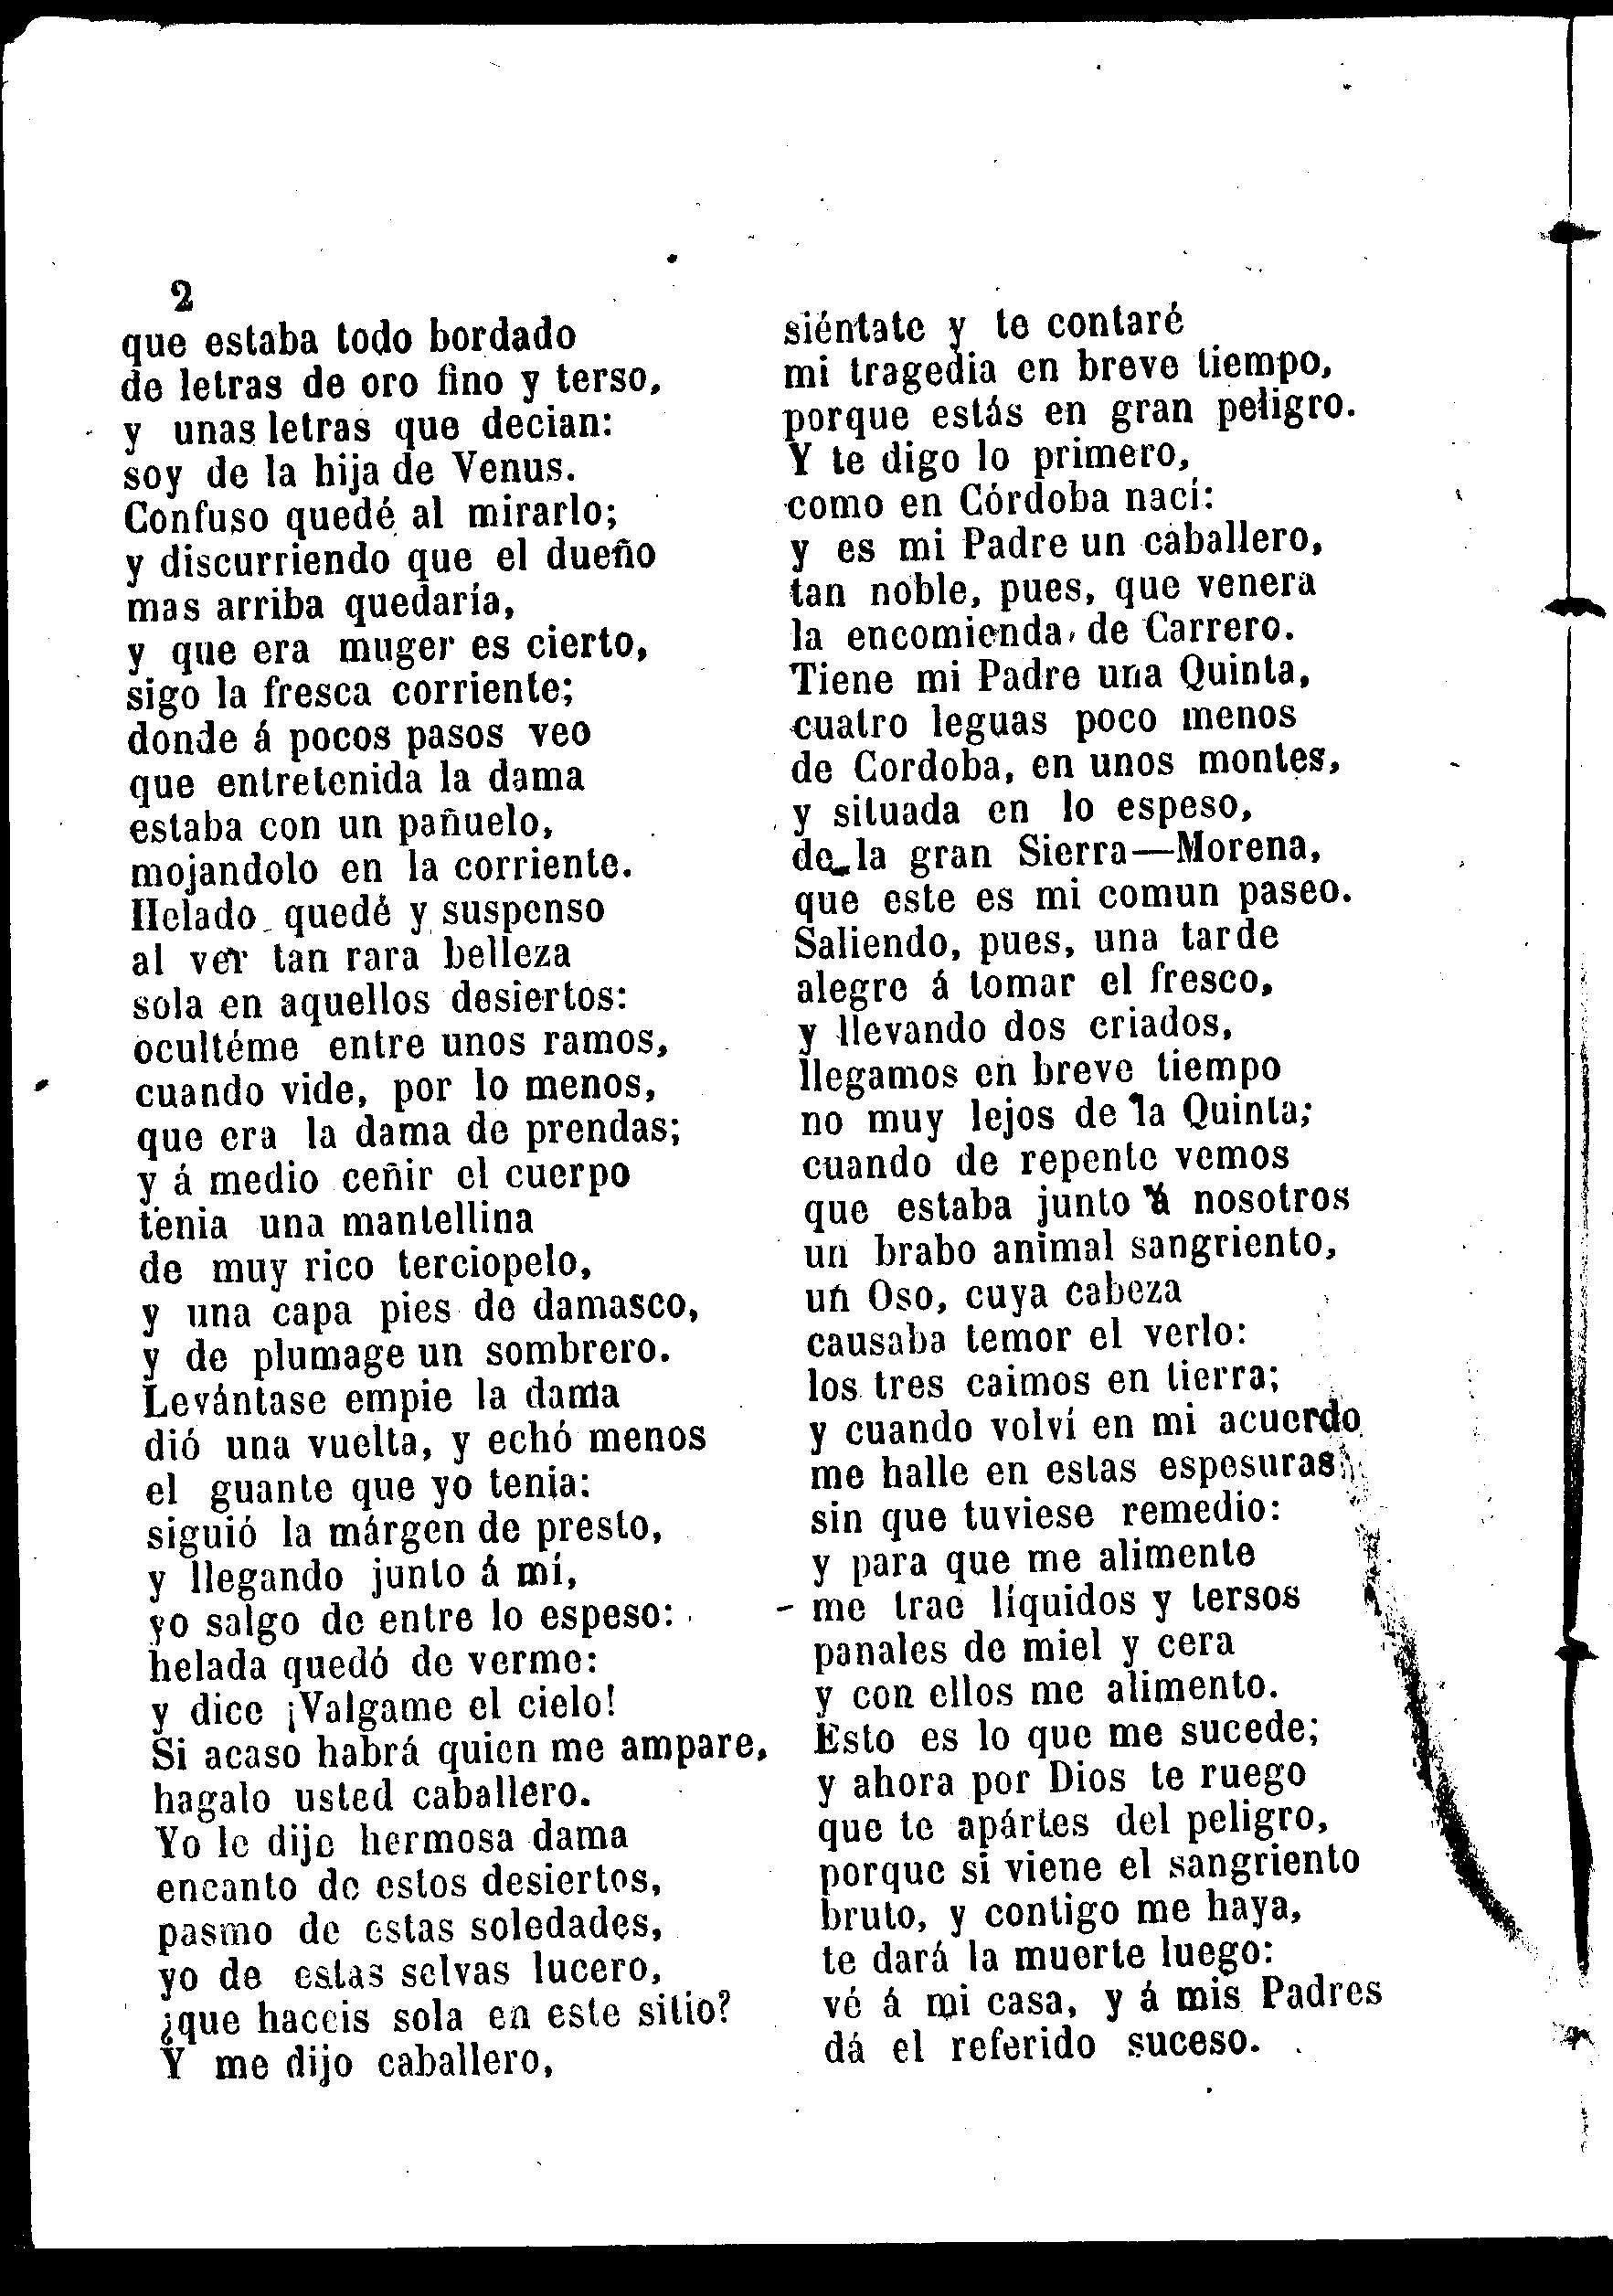 2
que estaba todo bordado
de letras de oro fino y terso,
y unas letras que decian:
soy de la hija de Venus.
Confuso quedé al mirarlo;
y discurriendo que el dueño
mas arriba quedaría,
y que era muger es cierto,
sigo la fresca corriente;
donde á pocos pasos veo
que entretenida la dama
estaba con un pañuelo,
mojandolo en la corriente.
Helado quedé y suspenso
al ver tan rara belleza
sola en aquellos desiertos:
ocultéme entre unos ramos,
cuando vide, por lo menos,
que era la dama de prendas;
y á medio ceñir el cuerpo
tenia una mantellina
de muy rico terciopelo,
y una capa pies de damasco,
y de plumage un sombrero.
Levántase empie la dama
dió una vuelta, y echó menos
el guante que yo tenia:
siguió la márgen de presto,
y llegando junto á mí,
yo salgo de entre lo espeso:
helada quedó de verme:
y dice ¡Valgame el cielo!
Si acaso habrá quien me ampare,
hagalo usted caballero.
Yo le dije hermosa dama
encanto de estos desiertos,
pasmo de estas soledades,
yo de estas selvas lucero,
¿que haceis sola en este sitio?
Y me dijo caballero,
siéntate y te contaré
mi tragedia en breve tiempo,
porque estás en gran peligro.
Y te digo lo primero,
como en Córdoba nací:
y es mi Padre un caballero,
tan noble, pues, que venera
la encomienda de Carrero.
Tiene mi Padre una Quinta,
cuatro leguas poco menos
de Cordoba, en unos montes,
y situada en lo espeso,
de la gran Sierra—Morena,
que este es mi comun paseo.
Saliendo, pues, una tarde
alegre á tomar el fresco,
y llevando dos criados,
llegamos en breve tiempo
no muy lejos de la Quinta;
cuando de repente vemos
que estaba junto á nosotros
un brabo animal sangriento,
un Oso, cuya cabeza
causaba temor el verlo:
los tres caimos en tierra;
y cuando volví en mi acuerdo
me halle en estas espesuras
sin que tuviese remedio:
y para que me alimente
me trae líquidos y tersos
panales de miel y cera
y con ellos me alimento.
Esto es lo que me sucede;
y ahora por Dios te ruego
que te apártes del peligro,
porque si viene el sangriento
bruto, y contigo me haya,
te dará la muerte luego:
vé á mi casa, y á mis Padres
dá el referido suceso.